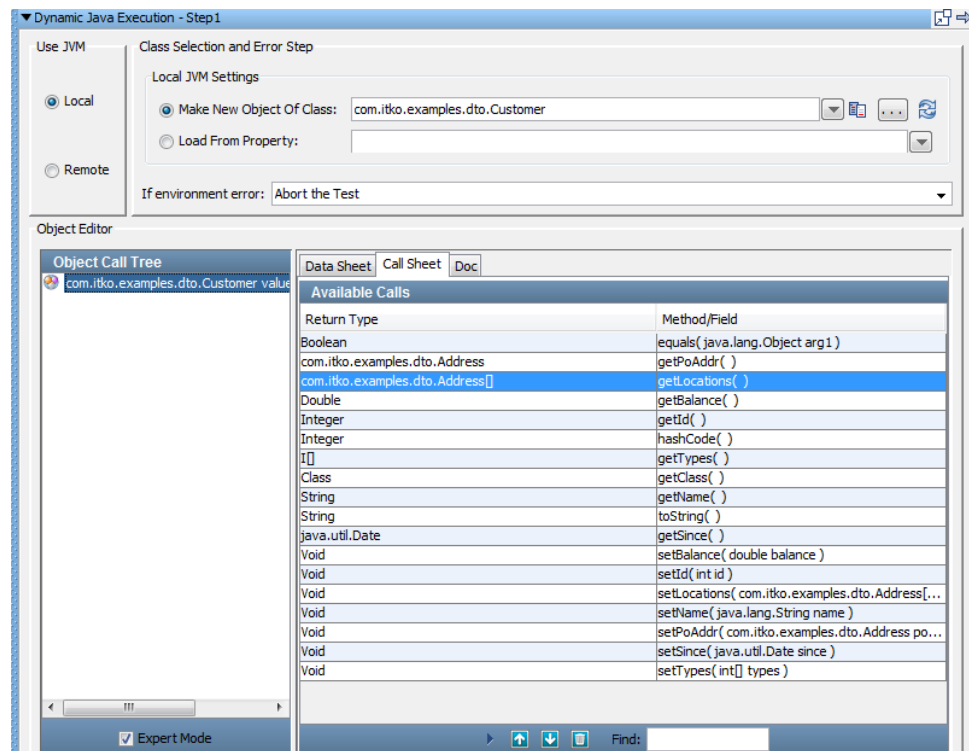 Dynamic Java Execution - Step1
Use JVM
Class Selection and Error Step
Local JVM Settings
Local
Make New Object Of Class: com.itko.examples.dto.Customer
...
Load From Property:
Remote
If environment error: Abort the Test
Object Editor
Object Call Tree
com.itko.examples.dto.Customer value
Data Sheet Call Sheet Doc
Available Calls
Return Type Method/Field
Boolean equals( java.lang.Object arg1 )
com.itko.examples.dto.Address getPoAddr( )
com.itko.examples.dto.Address[] getLocations( )
Double getBalance( )
Integer getId( )
Integer hashCode( )
I[] getTypes( )
Class getClass( )
String getName( )
String toString( )
java.util.Date getSince( )
Void setBalance( double balance )
Void setId( int id )
Void setLocations( com.itko.examples.dto.Address[...
Void setName( java.lang.String name )
Void setPoAddr( com.itko.examples.dto.Address po...
Void setSince( java.util.Date since )
Void setTypes( int[] types )
Expert Mode
Find: